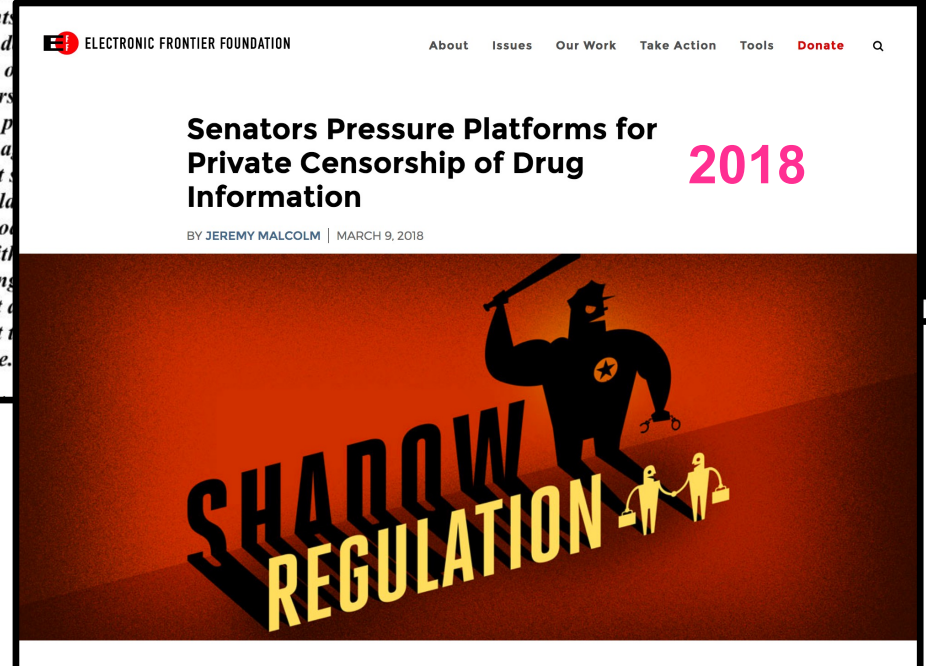 ELECTRONIC FRONTIER FOUNDATION
About Issues Our Work Take Action Tools Donate
Senators Pressure Platforms for
Private Censorship of Drug
Information
2018
BY JEREMY MALCOLM | MARCH 9, 2018
SHADOW
REGULATION